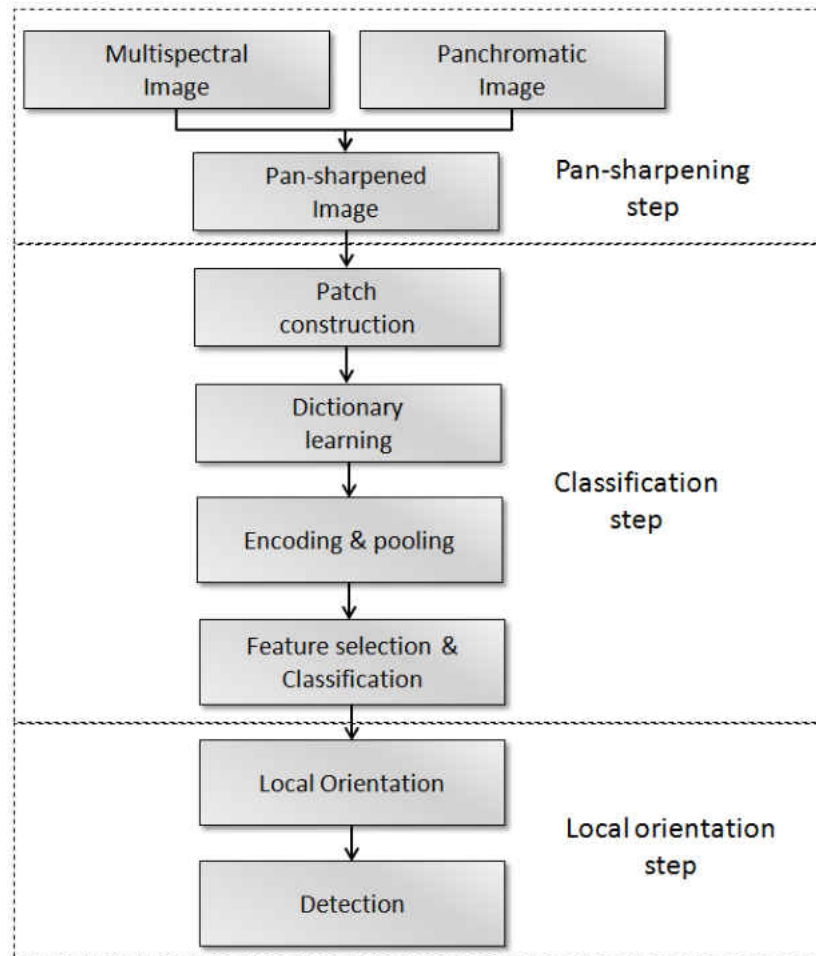 Multispectral
Image
Panchromatic
Image
Pan-sharpened
Image
Pan-sharpening
step
Patch
construction
Dictionary
learning
Encoding & pooling
Feature selection &
Classification
Classification
step
Local Orientation
Detection
Local orientation
step